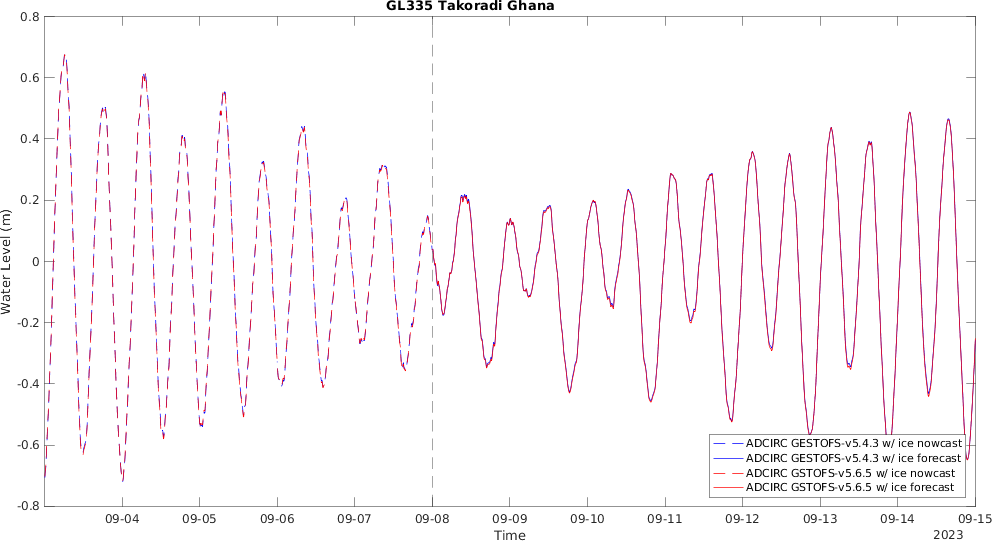 GL335 Takoradi Ghana
0.8
0.6
0.4
0.2
0
-0.2
-0.4
-0.6
-0.8
Water Level (m)
09-04 09-05 09-06 09-07 09-08 09-09 09-10 09-11 09-12 09-13 09-14 09-15
Time
2023
ADCIRC GESTOFS-v5.4.3 w/ ice nowcast
ADCIRC GESTOFS-v5.4.3 w/ ice forecast
ADCIRC GSTOFS-v5.6.5 w/ ice nowcast
ADCIRC GSTOFS-v5.6.5 w/ ice forecast